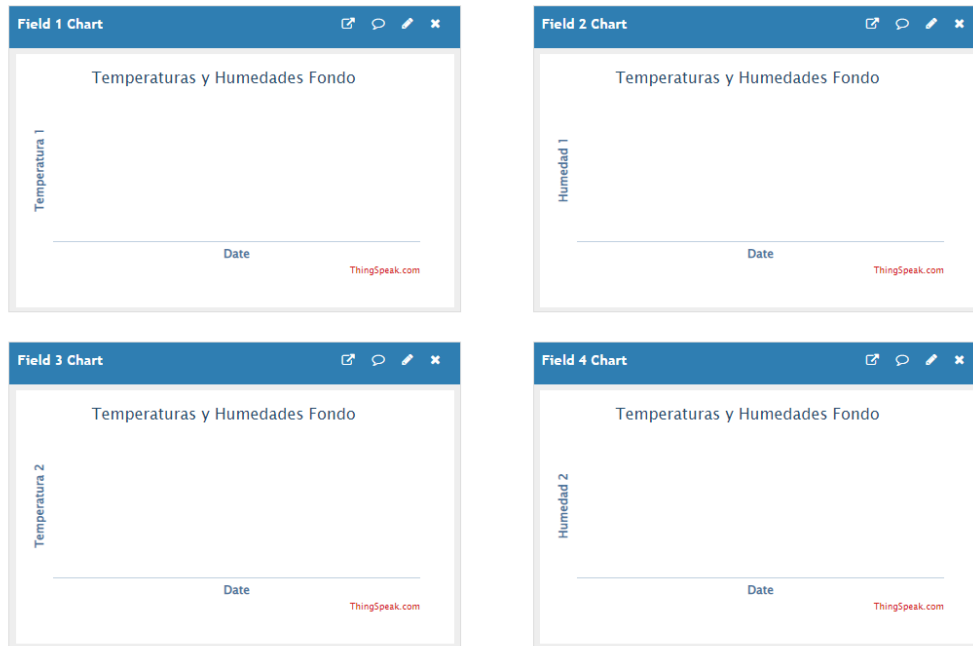 Field 1 Chart
Temperaturas y Humedades Fondo
Temperatura 1
Date
ThingSpeak.com
Field 2 Chart
Temperaturas y Humedades Fondo
Humedad 1
Date
ThingSpeak.com
Field 3 Chart
Temperaturas y Humedades Fondo
Temperatura 2
Date
ThingSpeak.com
Field 4 Chart
Temperaturas y Humedades Fondo
Humedad 2
Date
ThingSpeak.com